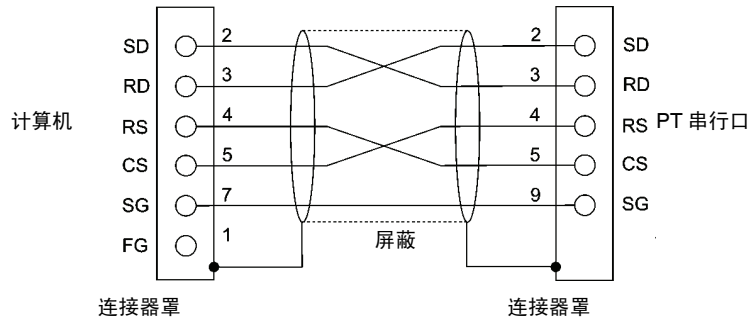 SD 2 2 SD
RD 3 3 RD
计算机 RS 4 4 RS PT 串行口
CS 5 5 CS
SG 7 9 SG
FG 1
屏蔽
连接器罩 连接器罩